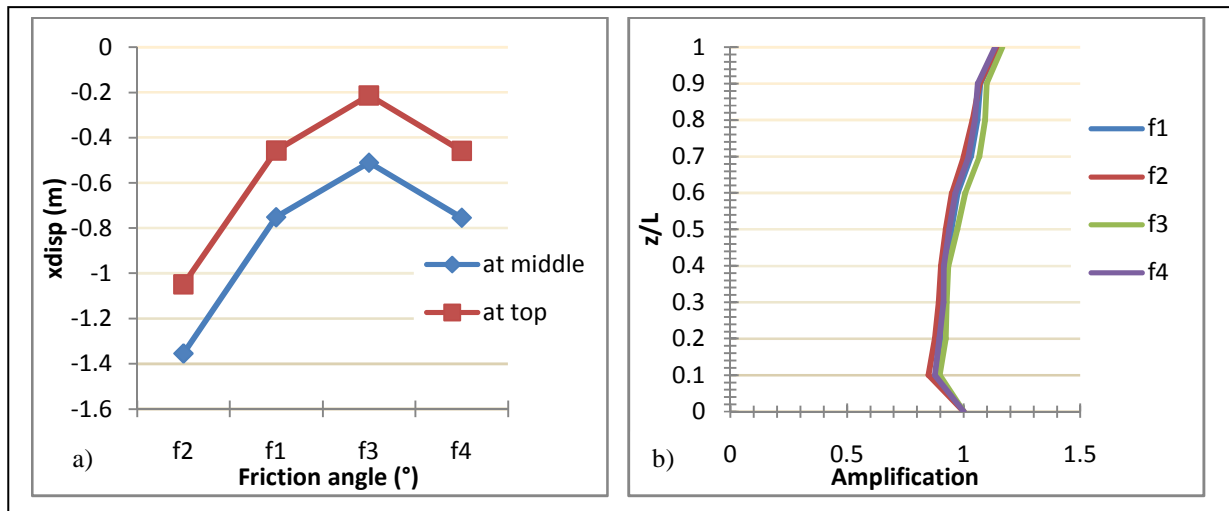 0
-0.2
-0.4
-0.6
-0.8
-1
-1.2
-1.4
-1.6
xdisp (m)
at middle
at top
f2 f1 f3 f4
a)
Friction angle (°)
1
0.9
0.8
0.7
0.6
0.5
0.4
0.3
0.2
0.1
0
z/L
f1
f2
f3
f4
b)
0 0.5 1 1.5
Amplification